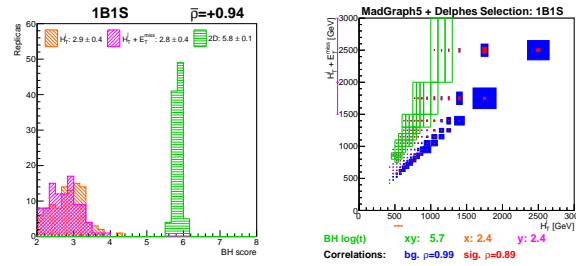 1B1S ρ̄=+0.94
Replicas
60
50
40
30
20
10
0
H_T^j: 2.9 ± 0.4 H_T^j + E_T^miss: 2.8 ± 0.4 2D: 5.8 ± 0.1
2 3 4 5 6 7 8
BH score
MadGraph5 + Delphes Selection: 1B1S
H_T^j + E_T^miss [GeV]
3000
2500
2000
1500
1000
500
0
0 500 1000 1500 2000 2500 3000
H_T^j [GeV]
BH log(t) xy: 5.7 x: 2.4 y: 2.4
Correlations: bg. ρ=0.99 sig. ρ=0.89